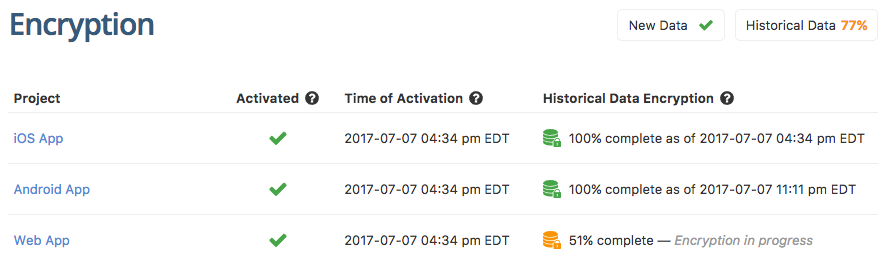 Encryption
New Data
Historical Data 77%
Project Activated Time of Activation Historical Data Encryption
iOS App 2017-07-07 04:34 pm EDT 100% complete as of 2017-07-07 04:34 pm EDT
Android App 2017-07-07 04:34 pm EDT 100% complete as of 2017-07-07 11:11 pm EDT
Web App 2017-07-07 04:34 pm EDT 51% complete — Encryption in progress